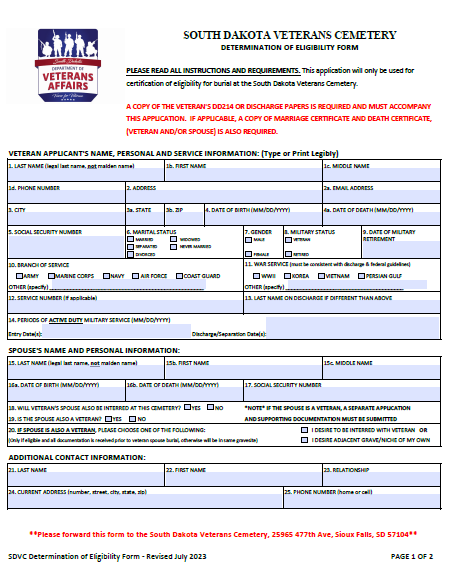 South Dakota
DEPARTMENT OF
VETERANS
AFFAIRS
SOUTH DAKOTA VETERANS CEMETERY
DETERMINATION OF ELIGIBILITY FORM
PLEASE READ ALL INSTRUCTIONS AND REQUIREMENTS. This application will only be used for
certification of eligibility for burial at the South Dakota Veterans Cemetery.
A COPY OF THE VETERAN'S DD214 OR DISCHARGE PAPERS IS REQUIRED AND MUST ACCOMPANY
THIS APPLICATION. IF APPLICABLE, A COPY OF MARRIAGE CERTIFICATE AND DEATH CERTIFICATE,
(VETERAN AND/OR SPOUSE) IS ALSO REQUIRED.
VETERAN APPLICANT'S NAME, PERSONAL AND SERVICE INFORMATION: (Type or Print Legibly)
1. LAST NAME (legal last name, not maiden name) 1b. FIRST NAME 1c. MIDDLE NAME
1d. PHONE NUMBER 2. ADDRESS 2a. EMAIL ADDRESS
3. CITY 3a. STATE 3b. ZIP 4. DATE OF BIRTH (MM/DD/YYYY) 4a. DATE OF DEATH (MM/DD/YYYY)
5. SOCIAL SECURITY NUMBER 6. MARITAL STATUS 7. GENDER 8. MILITARY STATUS 9. DATE OF MILITARY
MARRIED WIDOWED MALE VETERAN RETIREMENT
SEPARATED NEVER MARRIED
DIVORCED FEMALE RETIRED
10. BRANCH OF SERVICE 11. WAR SERVICE (must be consistent with discharge & federal guidelines)
ARMY MARINE CORPS NAVY AIR FORCE COAST GUARD WWII KOREA VIETNAM PERSIAN GULF
OTHER (specify) OTHER (specify)
12. SERVICE NUMBER (if applicable) 13. LAST NAME ON DISCHARGE IF DIFFERENT THAN ABOVE
14. PERIODS OF ACTIVE DUTY MILITARY SERVICE (MM/DD/YYYY)
Entry Date(s): Discharge/Separation Date(s):
SPOUSE'S NAME AND PERSONAL INFORMATION:
15. LAST NAME (legal last name, not maiden name) 15b. FIRST NAME 15c. MIDDLE NAME
16a. DATE OF BIRTH (MM/DD/YYYY) 16b. DATE OF DEATH (MM/DD/YYYY) 17. SOCIAL SECURITY NUMBER
18. WILL VETERAN'S SPOUSE ALSO BE INTERRED AT THIS CEMETERY? YES NO *NOTE* IF THE SPOUSE IS A VETERAN, A SEPARATE APPLICATION
19. IS THE SPOUSE ALSO A VETERAN? YES NO AND SUPPORTING DOCUMENTATION MUST BE SUBMITTED
20. IF SPOUSE IS ALSO A VETERAN, PLEASE CHOOSE ONE OF THE FOLLOWING: I DESIRE TO BE INTERRED WITH VETERAN OR
(Only if eligible and all documentation is received prior to veteran spouse burial, otherwise will be in same gravesite) I DESIRE ADJACENT GRAVE/NICHE OF MY OWN
ADDITIONAL CONTACT INFORMATION:
21. LAST NAME 22. FIRST NAME 23. RELATIONSHIP
24. CURRENT ADDRESS (number, street, city, state, zip) 25. PHONE NUMBER (home or cell)
**Please forward this form to the South Dakota Veterans Cemetery, 25965 477th Ave, Sioux Falls, SD 57104**
SDVC Determination of Eligibility Form - Revised July 2023 PAGE 1 OF 2